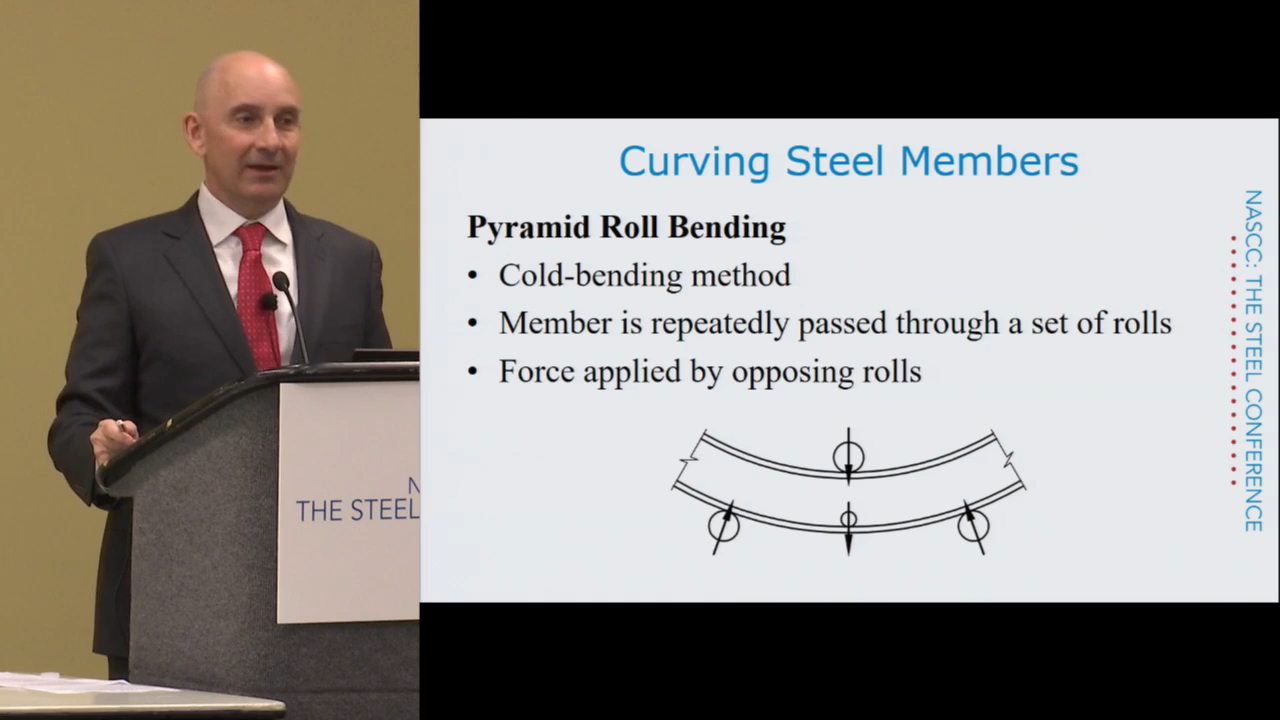 Curving Steel Members
Pyramid Roll Bending
• Cold-bending method
• Member is repeatedly passed through a set of rolls
• Force applied by opposing rolls
NASCC: THE STEEL CONFERENCE
N
THE STEEL